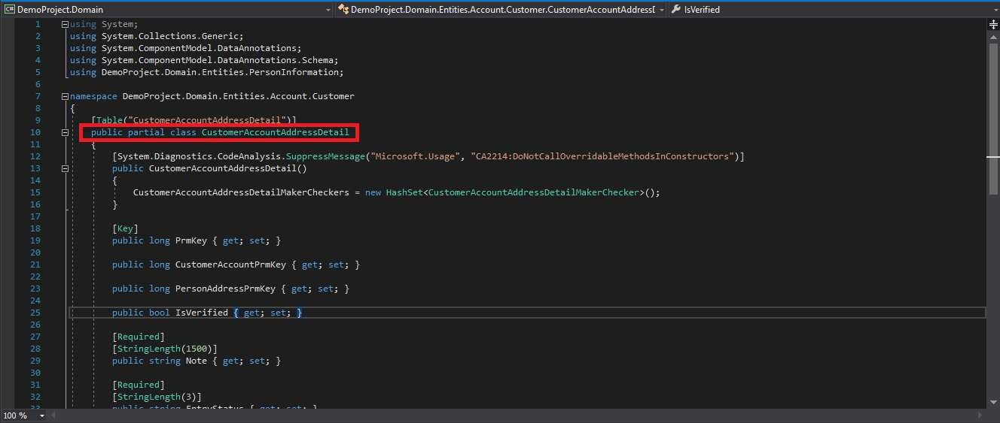 C# DemoProject.Domain
DemoProject.Domain.Entities.Account.Customer.CustomerAccountAddressD
IsVerified
1 using System;
2 using System.Collections.Generic;
3 using System.ComponentModel.DataAnnotations;
4 using System.ComponentModel.DataAnnotations.Schema;
5 using DemoProject.Domain.Entities.PersonInformation;
6
7 namespace DemoProject.Domain.Entities.Account.Customer
8 {
9 [Table("CustomerAccountAddressDetail")]
10 public partial class CustomerAccountAddressDetail
11 {
12 [System.Diagnostics.CodeAnalysis.SuppressMessage("Microsoft.Usage", "CA2214:DoNotCallOverridableMethodsInConstructors")]
13 public CustomerAccountAddressDetail()
14 {
15 CustomerAccountAddressDetailMakerCheckers = new HashSet<CustomerAccountAddressDetailMakerChecker>();
16 }
17
18 [Key]
19 public long PrmKey { get; set; }
20
21 public long CustomerAccountPrmKey { get; set; }
22
23 public long PersonAddressPrmKey { get; set; }
24
25 public bool IsVerified { get; set; }
26
27 [Required]
28 [StringLength(1500)]
29 public string Note { get; set; }
30
31 [Required]
32 [StringLength(3)]
33 public string EntryStatus { get; set; }
100 %